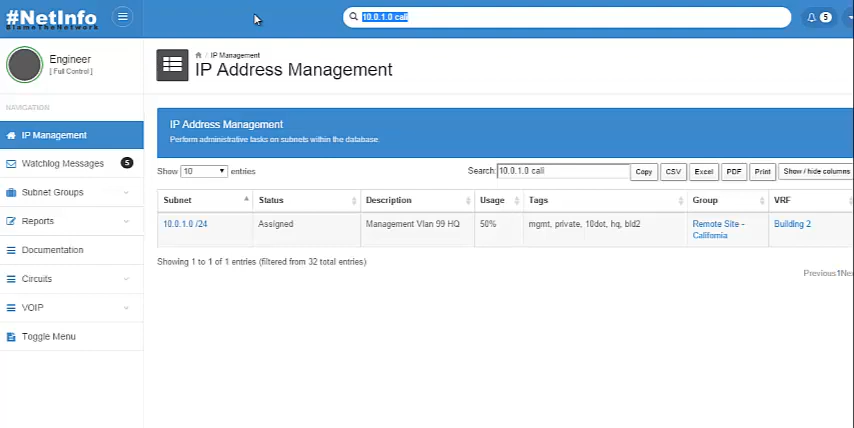 #NetInfo
BlameTheNetwork
10.0.1.0 call
5
Engineer
[ Full Control ]
/ IP Management
IP Address Management
NAVIGATION
IP Management
Watchlog Messages 5
Subnet Groups
Reports
Documentation
Circuits
VOIP
Toggle Menu
IP Address Management
Perform administrative tasks on subnets within the database.
Show 10 entries
Search: 10.0.1.0 call
Copy CSV Excel PDF Print Show / hide columns
Subnet Status Description Usage Tags Group VRF
10.0.1.0 /24 Assigned Management Vlan 99 HQ 50% mgmt, private, 10dot, hq, bld2 Remote Site - Building 2
California
Showing 1 to 1 of 1 entries (filtered from 32 total entries)
Previous1Nex